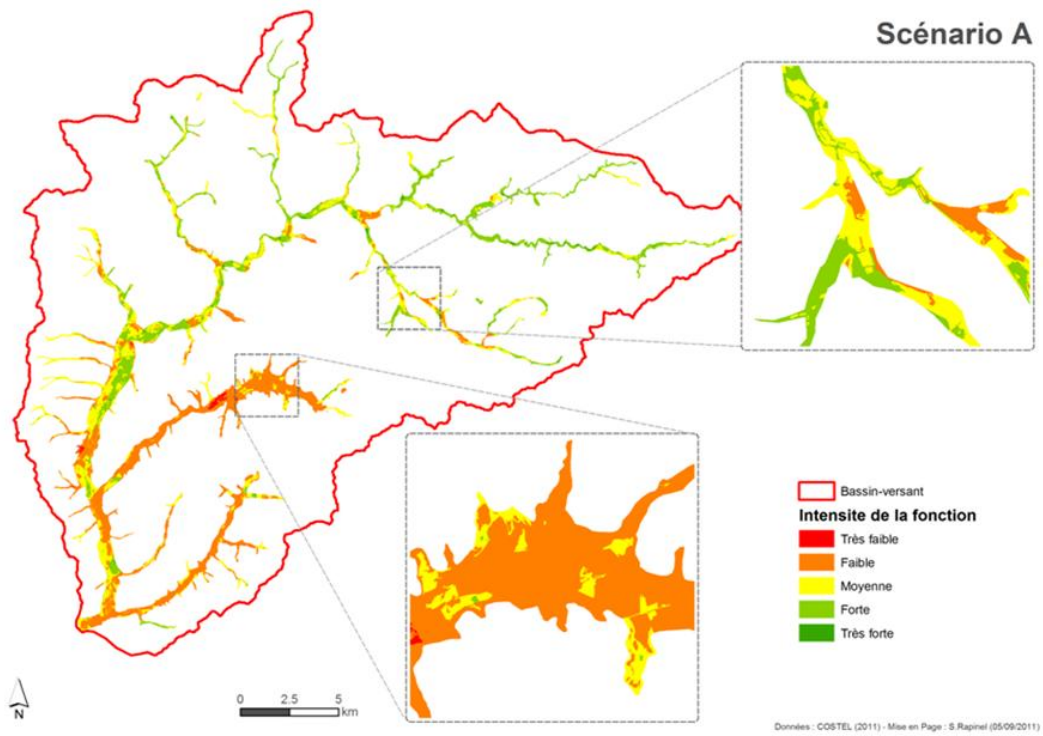 Scénario A
Bassin-versant
Intensite de la fonction
Très faible
Faible
Moyenne
Forte
Très forte
0 2.5 5
km
N
Données : COSTEL (2011) - Mise en Page : S.Rapinel (05/09/2011)